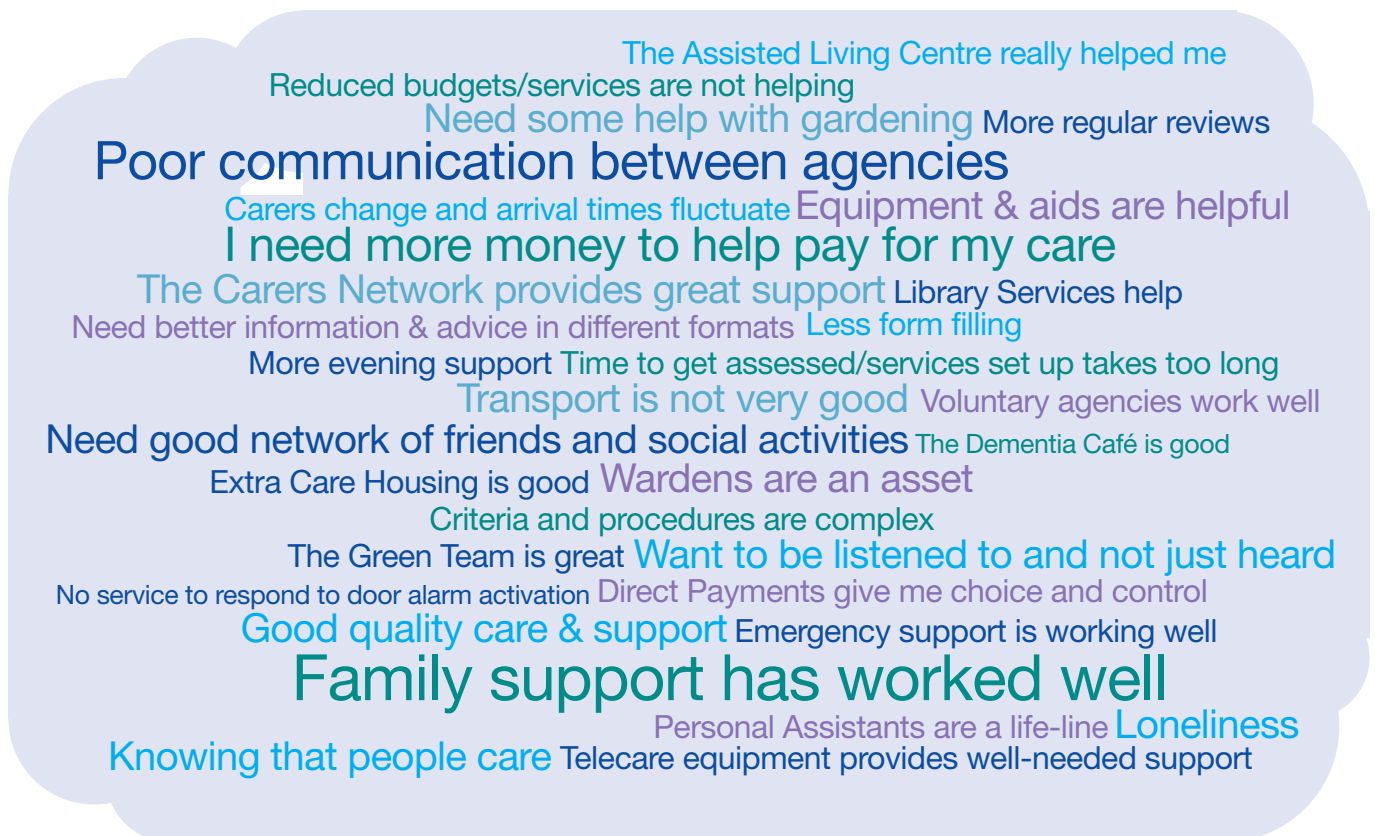 The Assisted Living Centre really helped me
Reduced budgets/services are not helping
Need some help with gardening More regular reviews
Poor communication between agencies
Carers change and arrival times fluctuate Equipment & aids are helpful
I need more money to help pay for my care
The Carers Network provides great support Library Services help
Need better information & advice in different formats Less form filling
More evening support Time to get assessed/services set up takes too long
Transport is not very good Voluntary agencies work well
Need good network of friends and social activities The Dementia Café is good
Extra Care Housing is good Wardens are an asset
Criteria and procedures are complex
The Green Team is great Want to be listened to and not just heard
No service to respond to door alarm activation Direct Payments give me choice and control
Good quality care & support Emergency support is working well
Family support has worked well
Personal Assistants are a life-line Loneliness
Knowing that people care Telecare equipment provides well-needed support